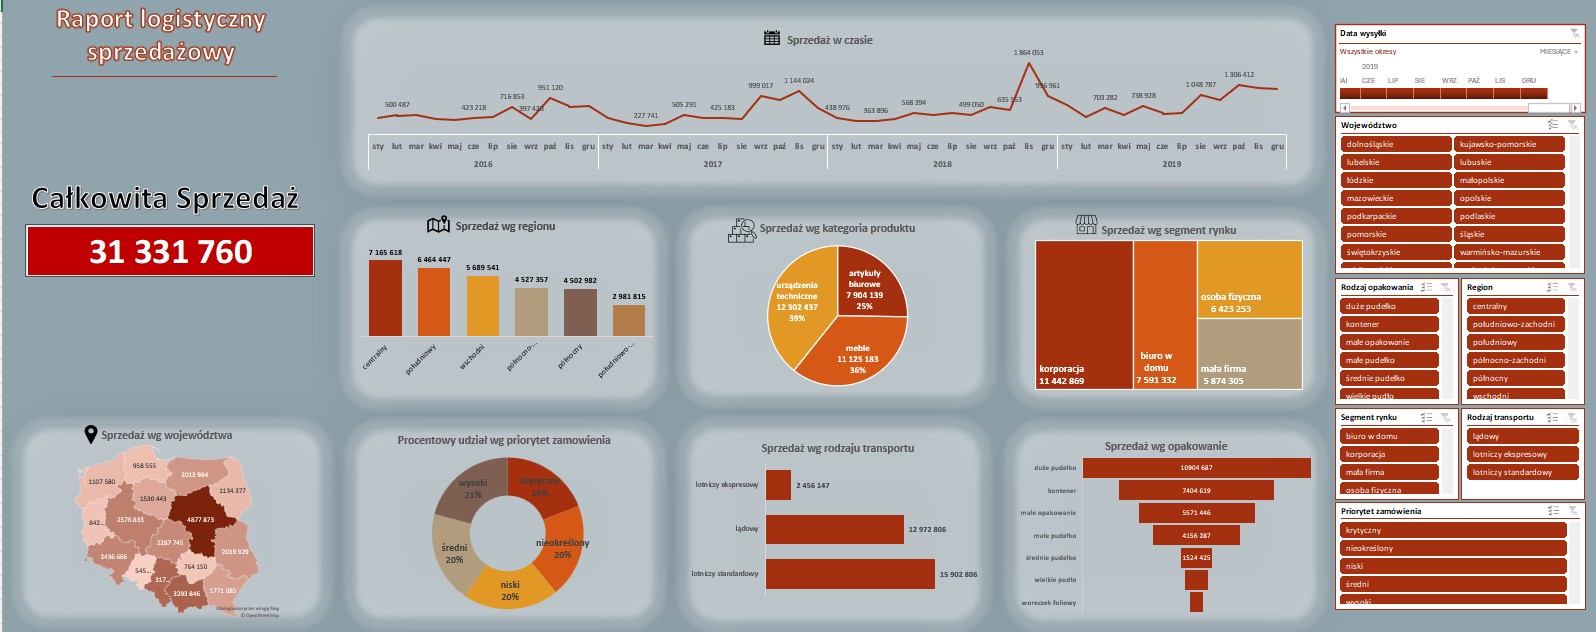 Raport logistyczny
sprzedażowy
Całkowita Sprzedaż
31 331 760
Sprzedaż w czasie
500 487
423 218
716 853
397 420
951 120
227 741
505 291
425 183
999 017
1 144 024
438 976
363 896
568 394
499 050
635 553
1 864 053
703 282
738 928
1 048 787
1 306 412
sty lut mar kwi maj cze lip sie wrz paź lis gru sty lut mar kwi maj cze lip sie wrz paź lis gru sty lut mar kwi maj cze lip sie wrz paź lis gru sty lut mar kwi maj cze lip sie wrz paź lis gru
2016 2017 2018 2019
Sprzedaż wg regionu
7 165 618
6 464 447
5 689 541
4 527 357
4 502 982
2 981 815
centralny
południowy
wschodni
północno-...
północny
południowo-...
Sprzedaż wg kategoria produktu
artykuły
biurowe
7 904 139
25%
urządzenia
techniczne
12 302 437
39%
meble
11 125 183
36%
Sprzedaż wg segment rynku
korporacja
11 442 869
biuro w
domu
7 591 332
osoba fizyczna
6 423 253
mała firma
5 874 305
Sprzedaż wg województwa
958 555
2013 984
1107 580
1134 377
1530 443
2576 833
4877 873
842...
2187 745
2019 929
2436 666
764 150
545...
317...
3293 846
1771 085
© OpenStreetMap
Procentowy udział wg priorytet zamowienia
krytyczny
wysoki
21%
nieokreślony
20%
średni
20%
niski
20%
Sprzedaż wg rodzaju transportu
lotniczy ekspresowy 2 456 147
lądowy 12 972 806
lotniczy standardowy 15 902 806
Sprzedaż wg opakowanie
duże pudełko 10904 687
kontener 7404 619
małe opakowanie 5571 446
małe pudełko 4156 287
średnie pudełko 1524 425
wielkie pudło
woreczek foliowy
Data wysyłki
Wszystkie okresy MIESIĄCE
2019
AJ CZE LIP SIE WRZ PAŹ LIS GRU
Województwo
dolnośląskie kujawsko-pomorskie
lubelskie lubuskie
łódzkie małopolskie
mazowieckie opolskie
podkarpackie podlaskie
pomorskie śląskie
świętokrzyskie warmińsko-mazurskie
Rodzaj opakowania
duże pudełko
kontener
małe opakowanie
małe pudełko
średnie pudełko
wielkie pudło
Region
centralny
południowo-zachodni
południowy
północno-zachodni
północny
wschodni
Segment rynku
biuro w domu
korporacja
mała firma
osoba fizyczna
Rodzaj transportu
lądowy
lotniczy ekspresowy
lotniczy standardowy
Priorytet zamówienia
krytyczny
nieokreślony
niski
średni
wysoki